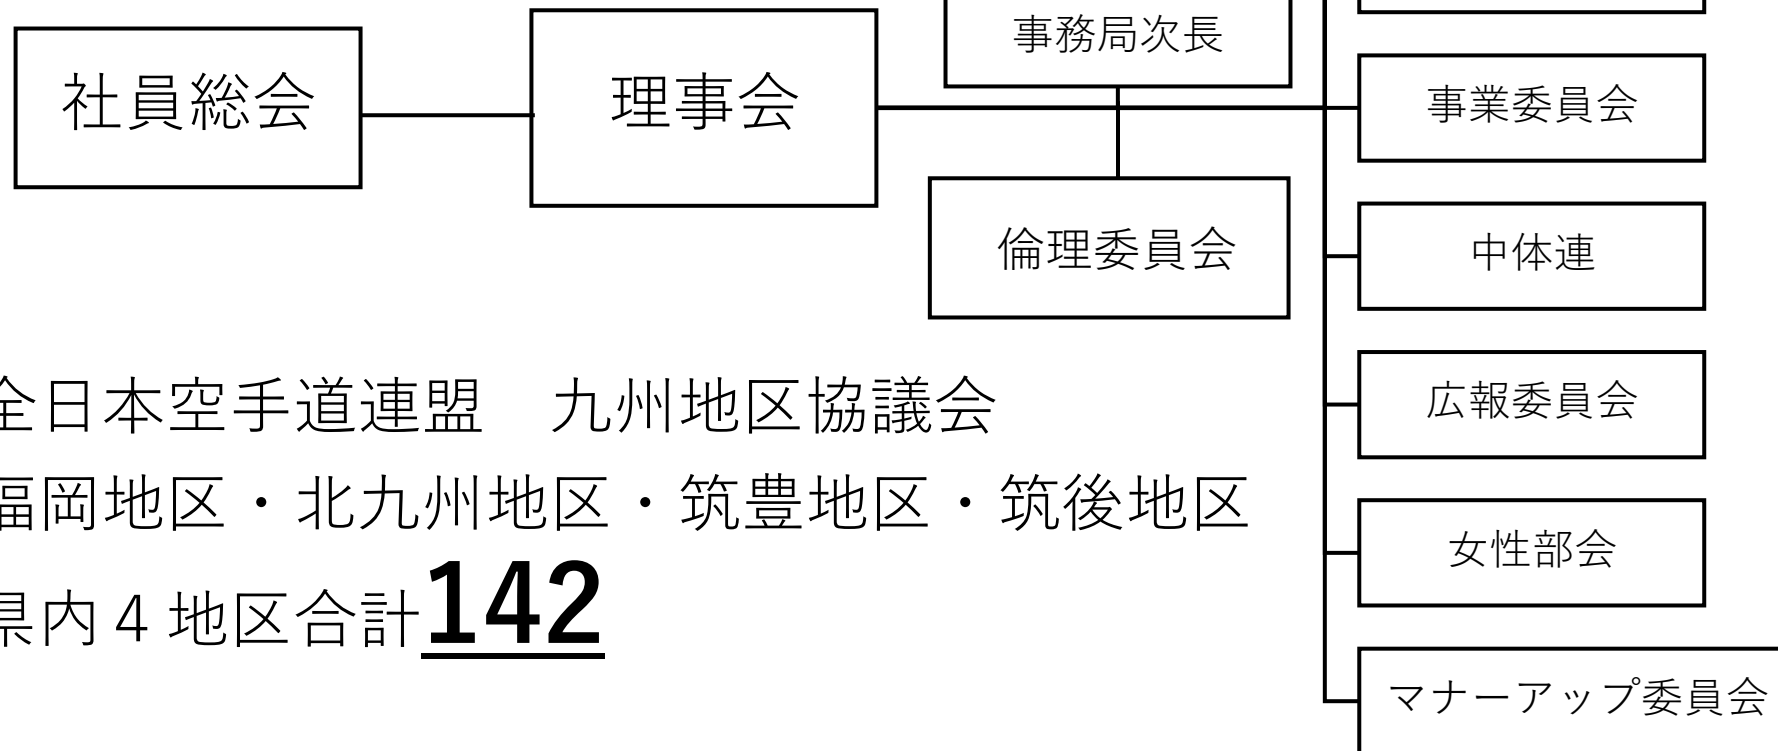 社員総会
理事会
事務局次長
倫理委員会
事業委員会
中体連
広報委員会
女性部会
マナーアップ委員会
全日本空手道連盟　九州地区協議会
福岡地区・北九州地区・筑豊地区・筑後地区
県内４地区合計142